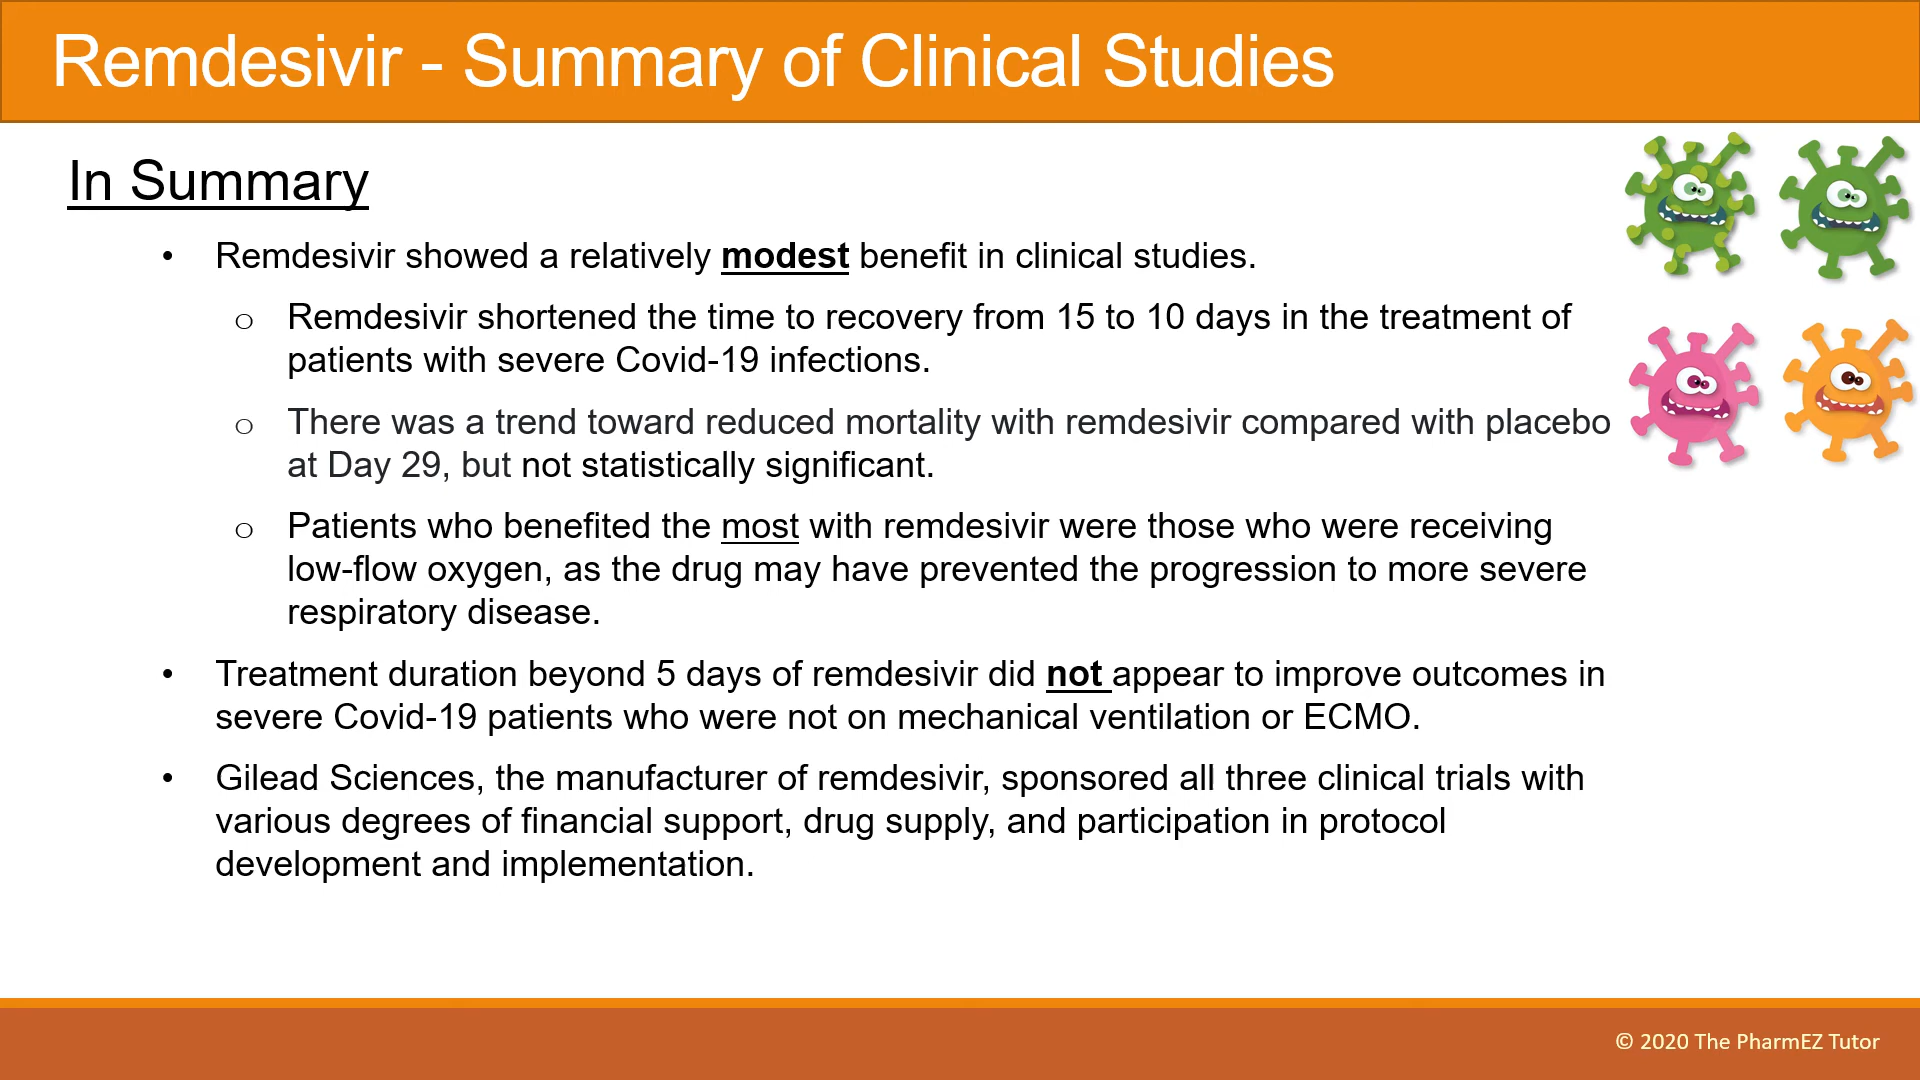 Remdesivir - Summary of Clinical Studies
In Summary
• Remdesivir showed a relatively modest benefit in clinical studies.
o Remdesivir shortened the time to recovery from 15 to 10 days in the treatment of
patients with severe Covid-19 infections.
o There was a trend toward reduced mortality with remdesivir compared with placebo
at Day 29, but not statistically significant.
o Patients who benefited the most with remdesivir were those who were receiving
low-flow oxygen, as the drug may have prevented the progression to more severe
respiratory disease.
• Treatment duration beyond 5 days of remdesivir did not appear to improve outcomes in
severe Covid-19 patients who were not on mechanical ventilation or ECMO.
• Gilead Sciences, the manufacturer of remdesivir, sponsored all three clinical trials with
various degrees of financial support, drug supply, and participation in protocol
development and implementation.
© 2020 The PharmEZ Tutor